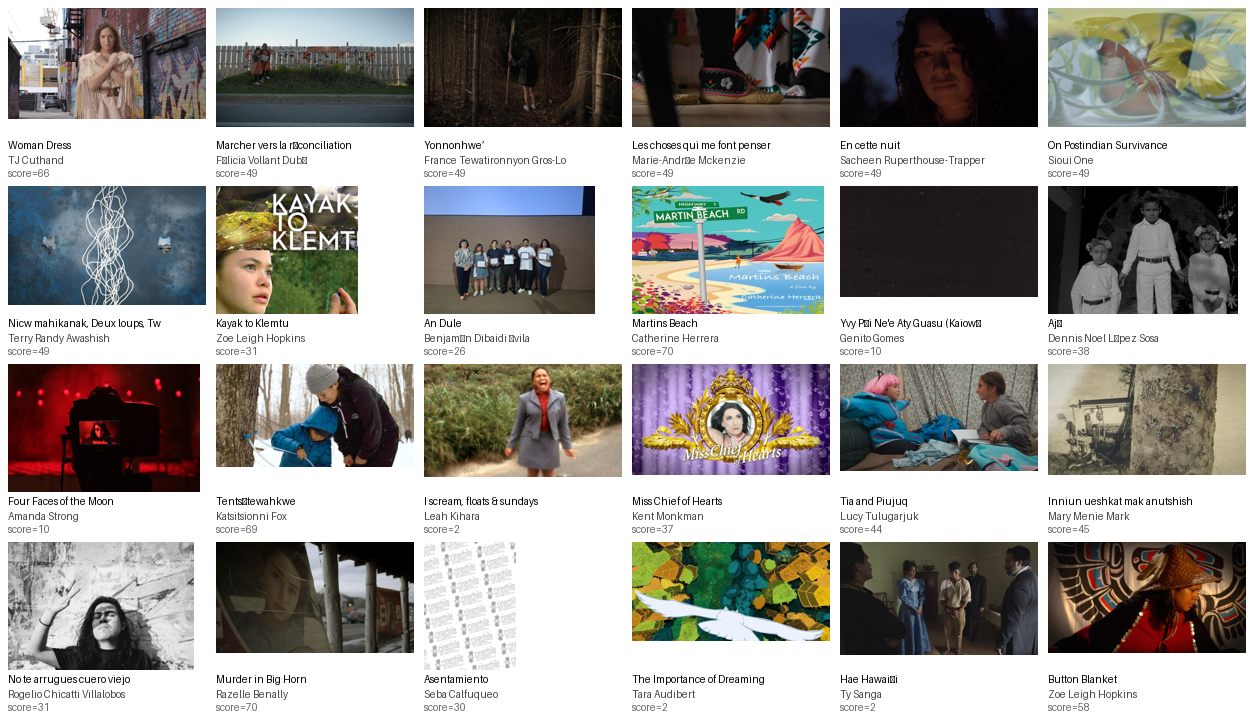 Woman Dress
TJ Cuthand
score=66
Marcher vers la r▯conciliation
F▯licia Vollant Dub▯
score=49
Yonnonhwe’
France Tewatironnyon Gros-Lo
score=49
Les choses qui me font penser
Marie-Andr▯e Mckenzie
score=49
En cette nuit
Sacheen Ruperthouse-Trapper
score=49
On Postindian Survivance
Sioui One
score=49
Nicw mahikanak, Deux loups, Tw
Terry Randy Awashish
score=49
KAYAK
TO
KLEMT
Kayak to Klemtu
Zoe Leigh Hopkins
score=31
An Dule
Benjam▯n Dibaidi ▯vila
score=26
HIGHWAY 1
MARTIN BEACH RD
Martins Beach
a film by
Catherine Herrera
Martins Beach
Catherine Herrera
score=70
Yvy P▯i Ne'e Aty Guasu (Kaiow▯
Genito Gomes
score=10
Aj▯
Dennis Noel L▯pez Sosa
score=38
Four Faces of the Moon
Amanda Strong
score=10
Tents▯tewahkwe
Katsitsionni Fox
score=69
I scream, floats & sundays
Leah Kihara
score=2
Miss Chief of Hearts
Miss Chief of Hearts
Kent Monkman
score=37
Tia and Piujuq
Lucy Tulugarjuk
score=44
Inniun ueshkat mak anutshish
Mary Menie Mark
score=45
No te arrugues cuero viejo
Rogelio Chicatti Villalobos
score=31
Murder in Big Horn
Razelle Benally
score=70
Asentamiento
Seba Calfuqueo
score=30
The Importance of Dreaming
Tara Audibert
score=2
Hae Hawai▯i
Ty Sanga
score=2
Button Blanket
Zoe Leigh Hopkins
score=58